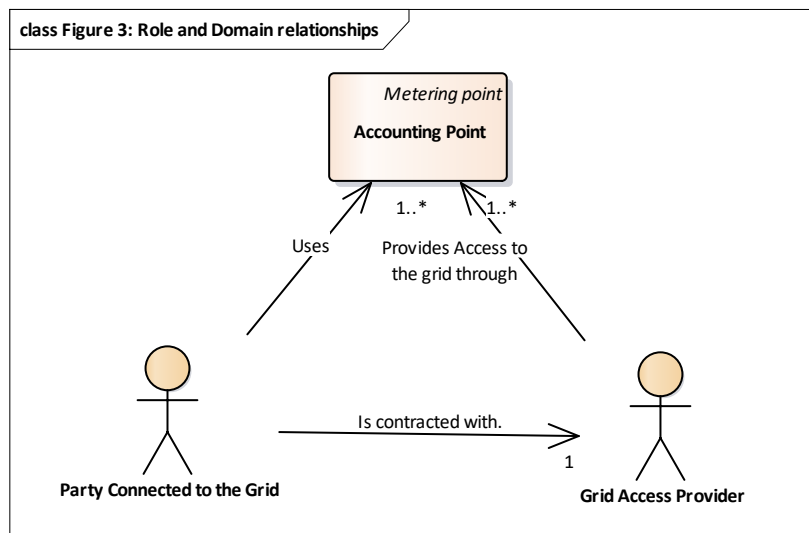 class Figure 3: Role and Domain relationships
Metering point
Accounting Point
1..*
1..*
Uses
Provides Access to
the grid through
Is contracted with.
1
Party Connected to the Grid
Grid Access Provider